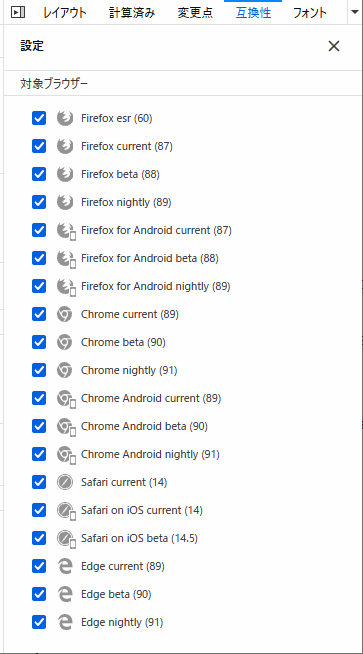 レイアウト 計算済み 変更点 互換性 フォント
設定
対象ブラウザー
Firefox esr (60)
Firefox current (87)
Firefox beta (88)
Firefox nightly (89)
Firefox for Android current (87)
Firefox for Android beta (88)
Firefox for Android nightly (89)
Chrome current (89)
Chrome beta (90)
Chrome nightly (91)
Chrome Android current (89)
Chrome Android beta (90)
Chrome Android nightly (91)
Safari current (14)
Safari on iOS current (14)
Safari on iOS beta (14.5)
Edge current (89)
Edge beta (90)
Edge nightly (91)